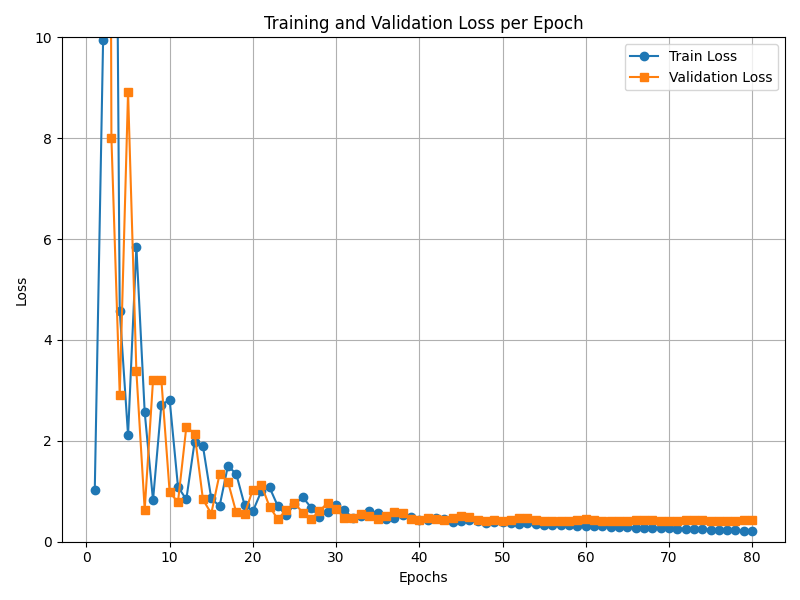 Training and Validation Loss per Epoch
Train Loss
Validation Loss
Loss
10
8
6
4
2
0
0 10 20 30 40 50 60 70 80
Epochs